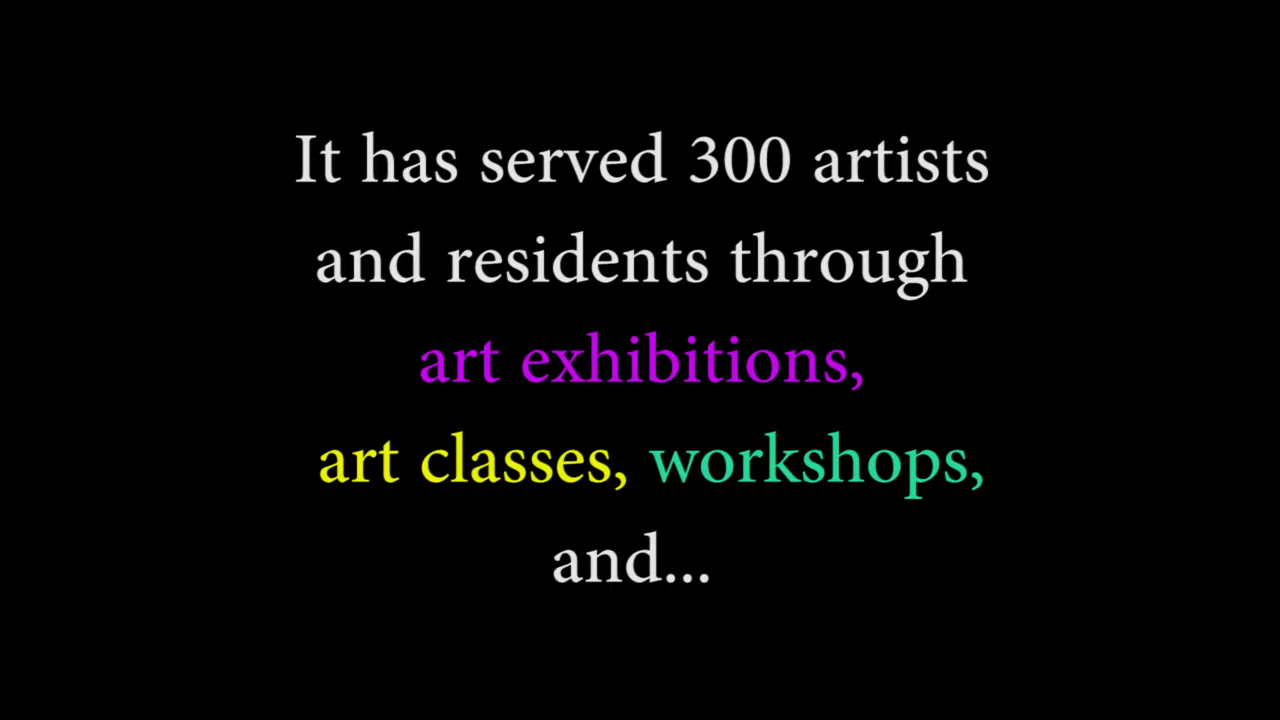 It has served 300 artists
and residents through
art exhibitions,
art classes, workshops,
and...